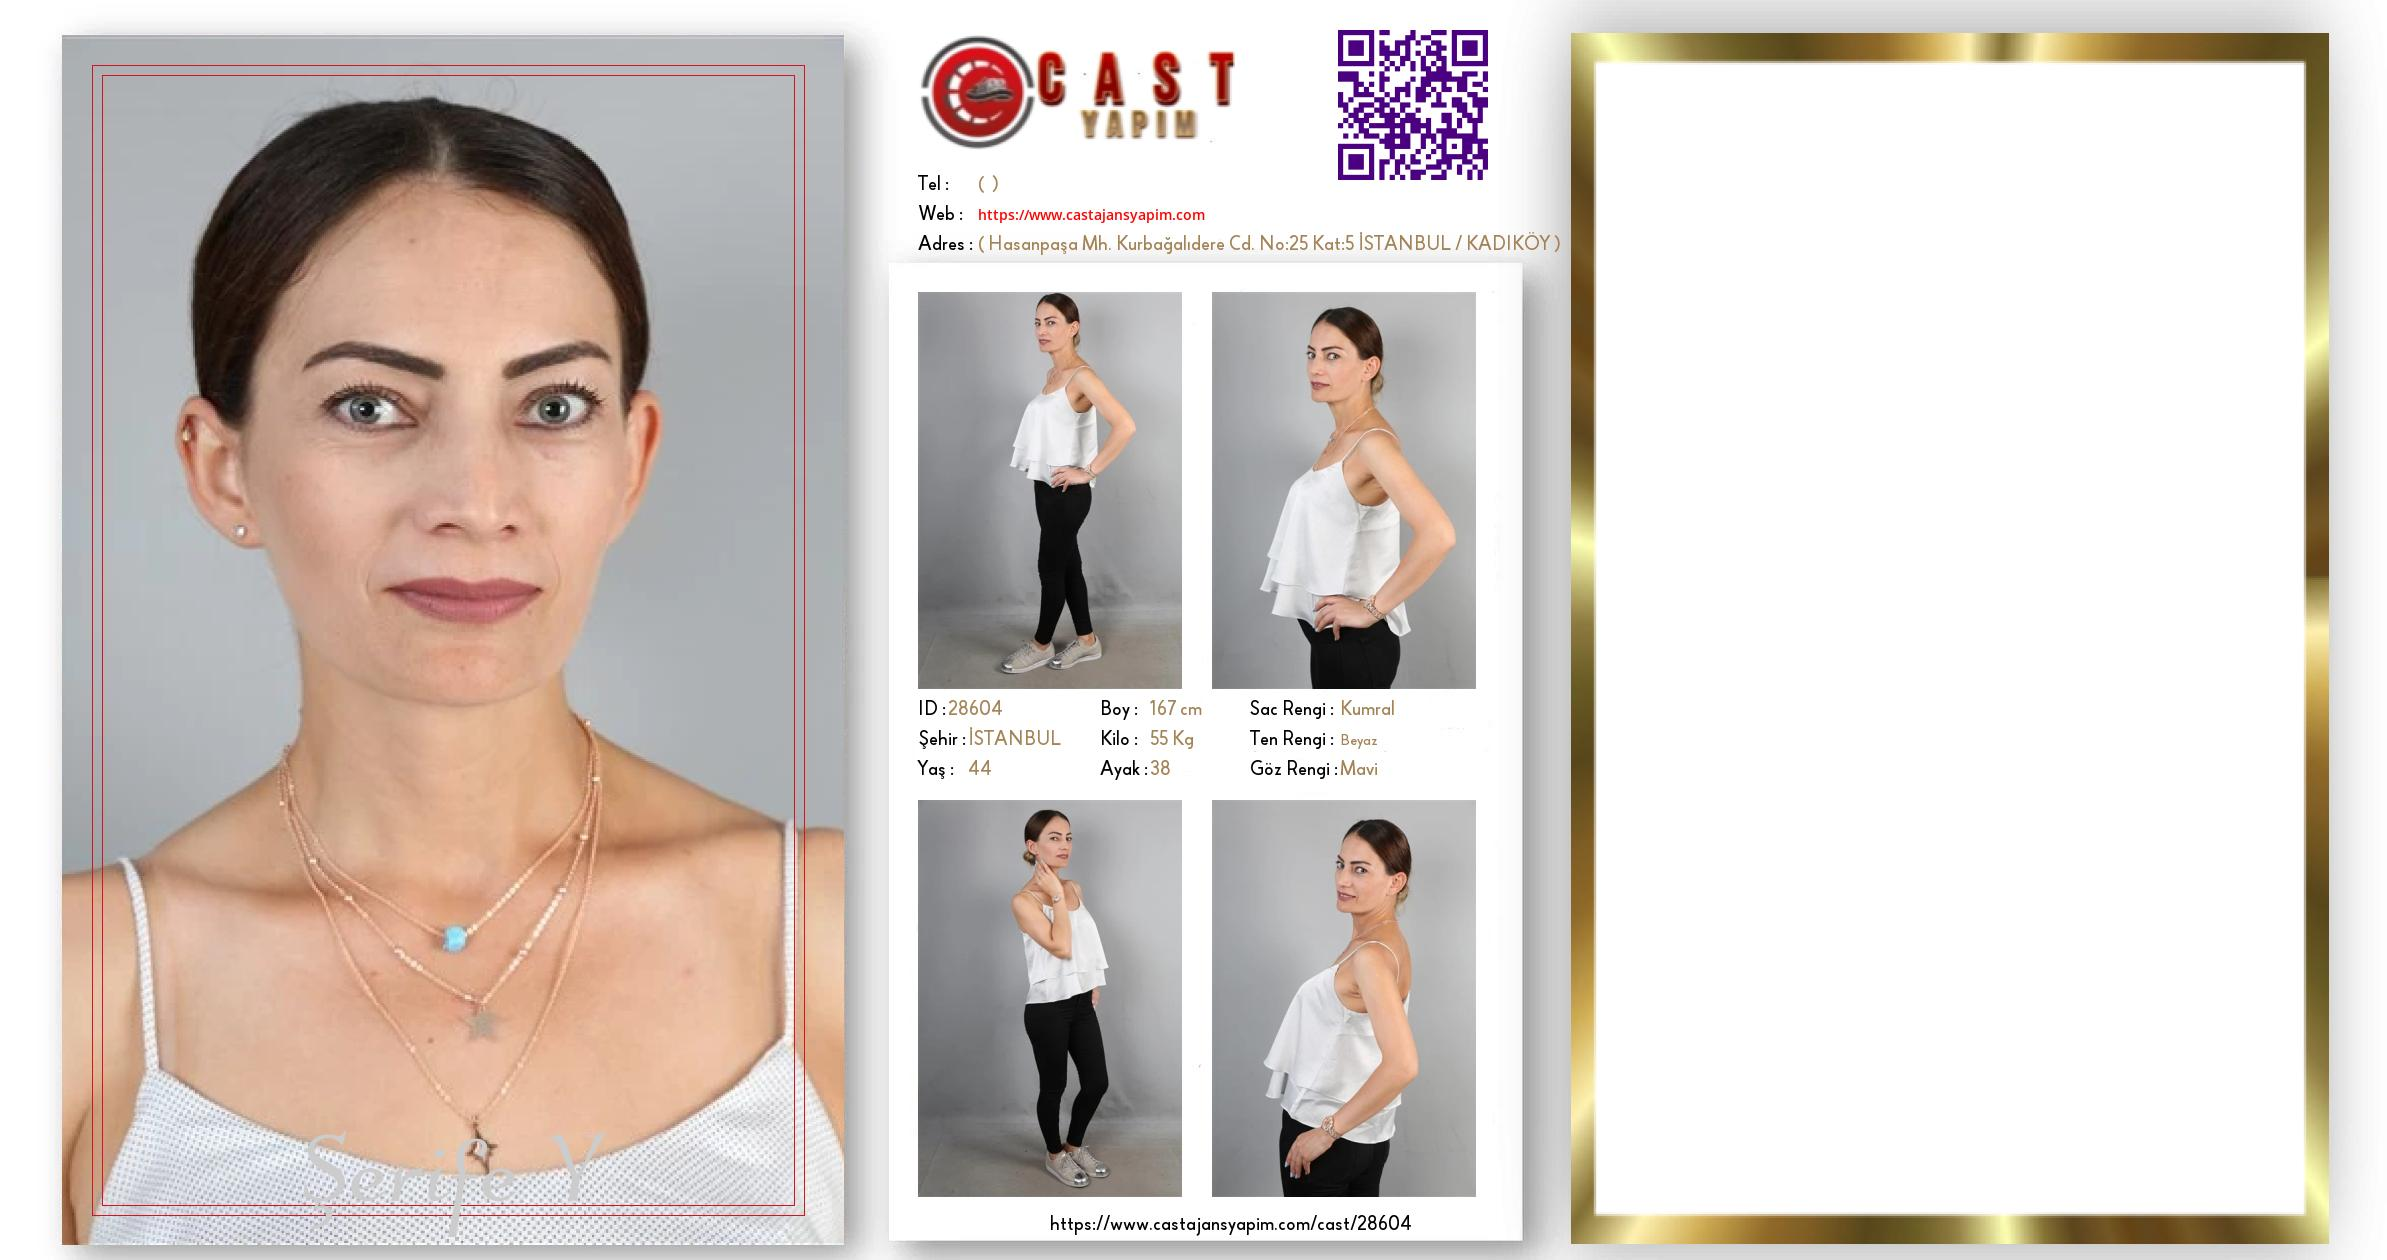 Şerife Y
CAST
YAPIM
Tel : ( )
Web : https://www.castajansyapim.com
Adres : ( Hasanpaşa Mh. Kurbağalıdere Cd. No:25 Kat:5 İSTANBUL / KADIKÖY )
ID : 28604 Boy : 167 cm Sac Rengi : Kumral
Şehir : İSTANBUL Kilo : 55 Kg Ten Rengi : Beyaz
Yaş : 44 Ayak : 38 Göz Rengi : Mavi
https://www.castajansyapim.com/cast/28604